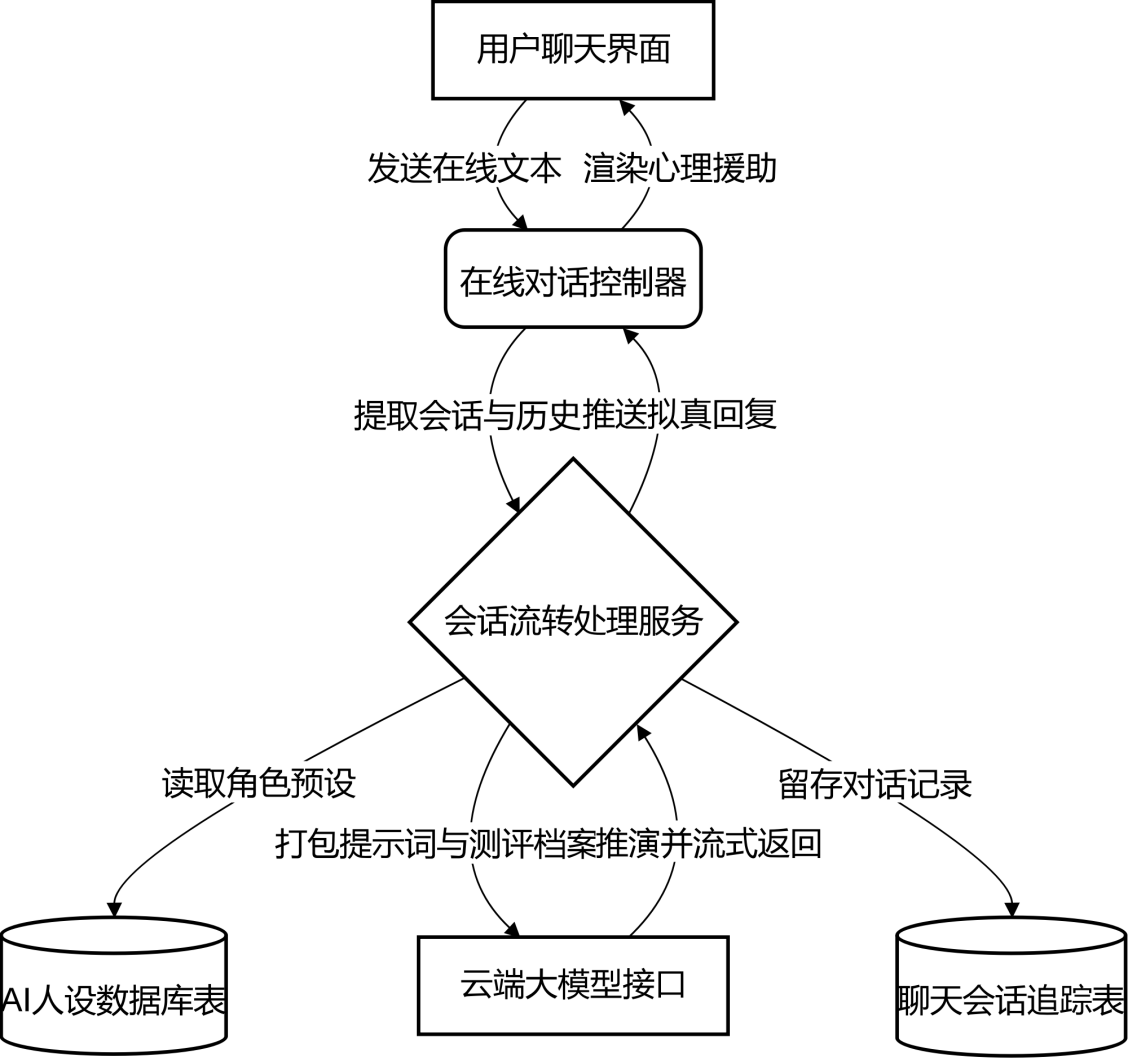 用户聊天界面
发送在线文本
渲染心理援助
在线对话控制器
提取会话与历史
推送拟真回复
会话流转处理服务
读取角色预设
留存对话记录
打包提示词与测评档案
推演并流式返回
AI人设数据库表
云端大模型接口
聊天会话追踪表